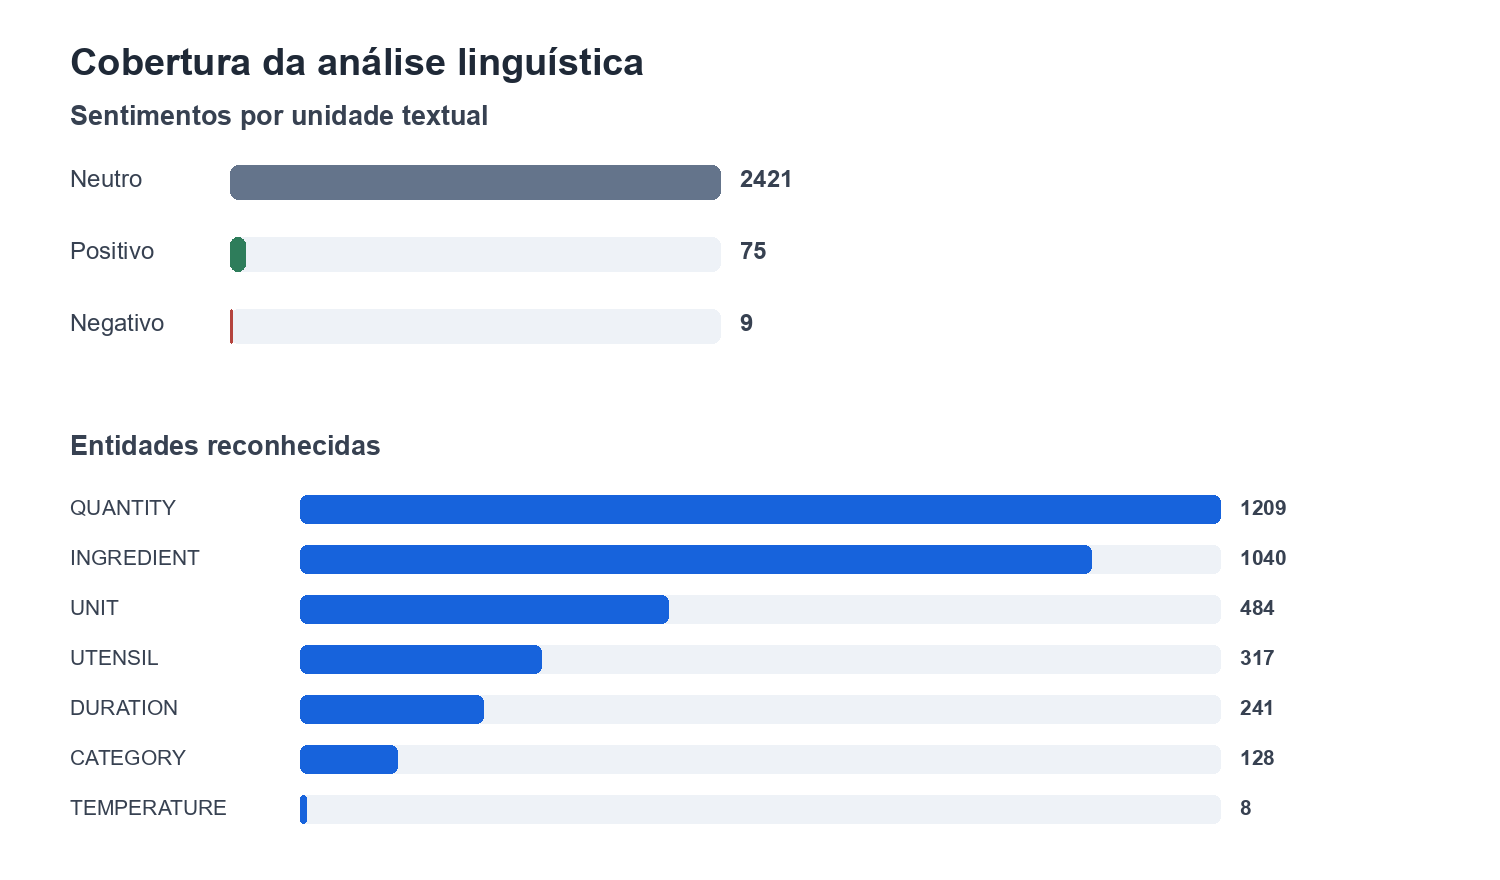 Cobertura da análise linguística
Sentimentos por unidade textual
Neutro 2421
Positivo 75
Negativo 9
Entidades reconhecidas
QUANTITY 1209
INGREDIENT 1040
UNIT 484
UTENSIL 317
DURATION 241
CATEGORY 128
TEMPERATURE 8